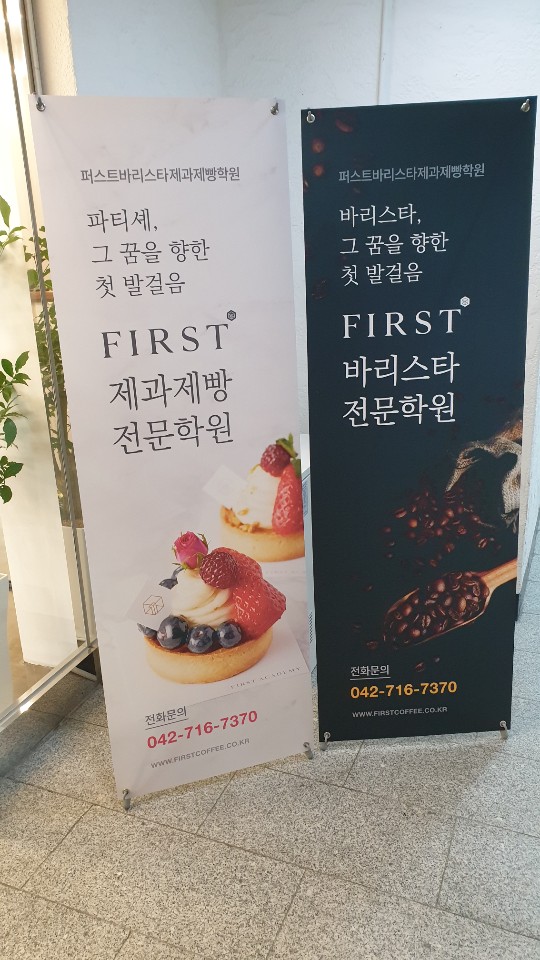 퍼스트바리스타제과제빵학원
파티셰,
그 꿈을 향한
첫 발걸음
FIRST
제과제빵
전문학원
FIRST ACADEMY
전화문의
042-716-7370
WWW.FIRSTCOFFEE.CO.KR
퍼스트바리스타제과제빵학원
바리스타,
그 꿈을 향한
첫 발걸음
FIRST
바리스타
전문학원
전화문의
042-716-7370
WWW.FIRSTCOFFEE.CO.KR